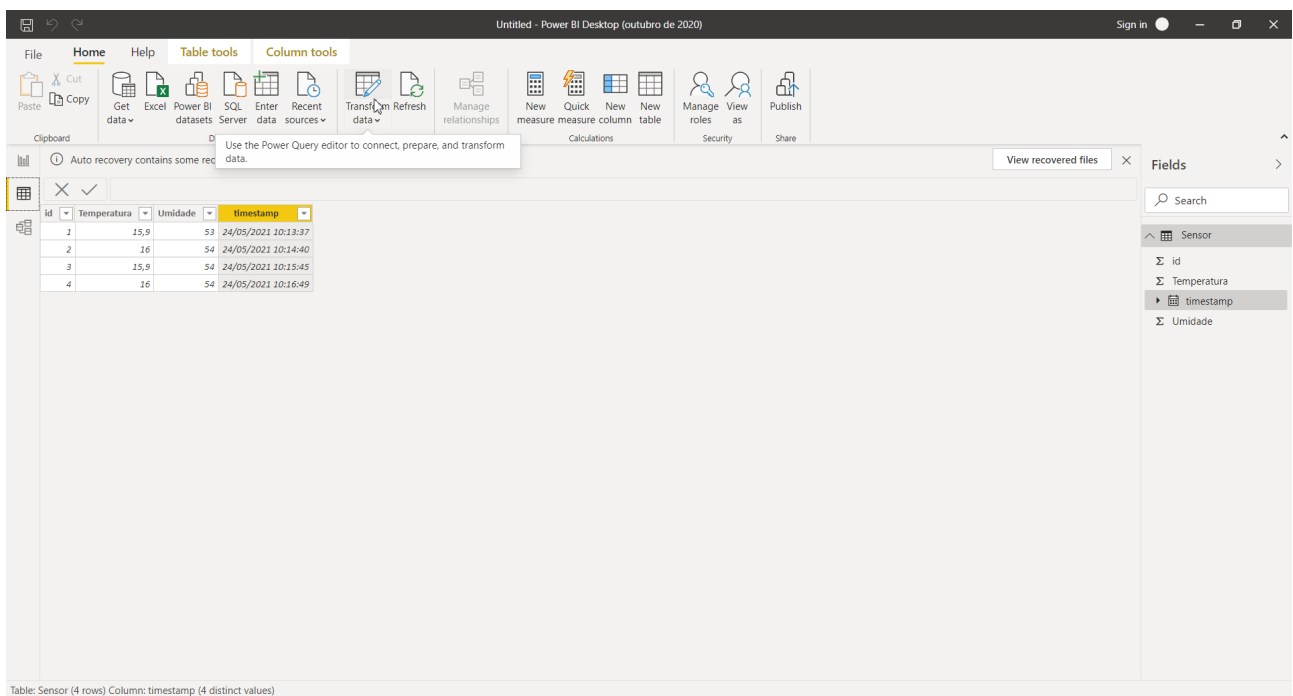 Untitled - Power BI Desktop (outubro de 2020)
Sign in
File Home Help Table tools Column tools
Paste
Cut
Copy
Get data
Excel
Power BI datasets
SQL Server
Enter data
Recent sources
Transform data
Refresh
Manage relationships
New measure
Quick measure
New column
New table
Manage roles
View as
Publish
Clipboard
Calculations
Security
Share
Use the Power Query editor to connect, prepare, and transform
data.
Auto recovery contains some rec
View recovered files
id Temperatura Umidade timestamp
1 15,9 53 24/05/2021 10:13:37
2 16 54 24/05/2021 10:14:40
3 15,9 54 24/05/2021 10:15:45
4 16 54 24/05/2021 10:16:49
Fields
Search
Sensor
Σ id
Σ Temperatura
timestamp
Σ Umidade
Table: Sensor (4 rows) Column: timestamp (4 distinct values)